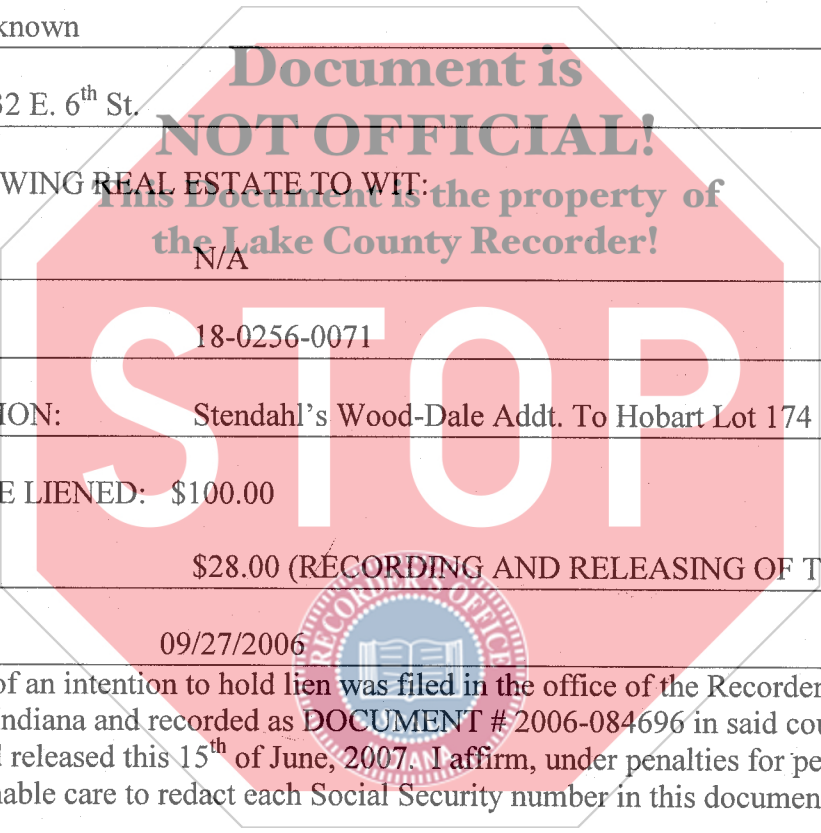 known
Document is
32 E. 6th St.
NOT OFFICIAL!
WING REAL ESTATE TO WIT:
This Document is the property of
the Lake County Recorder!
N/A
18-0256-0071
STOP
ION: Stendahl's Wood-Dale Addt. To Hobart Lot 174
E LIENED: $100.00
$28.00 (RECORDING AND RELEASING OF T
RECORDER'S OFFICE
09/27/2006
of an intention to hold lien was filed in the office of the Recorder
Indiana and recorded as DOCUMENT # 2006-084696 in said cou
released this 15th of June, 2007. I affirm, under penalties for pe
nable care to redact each Social Security number in this documen